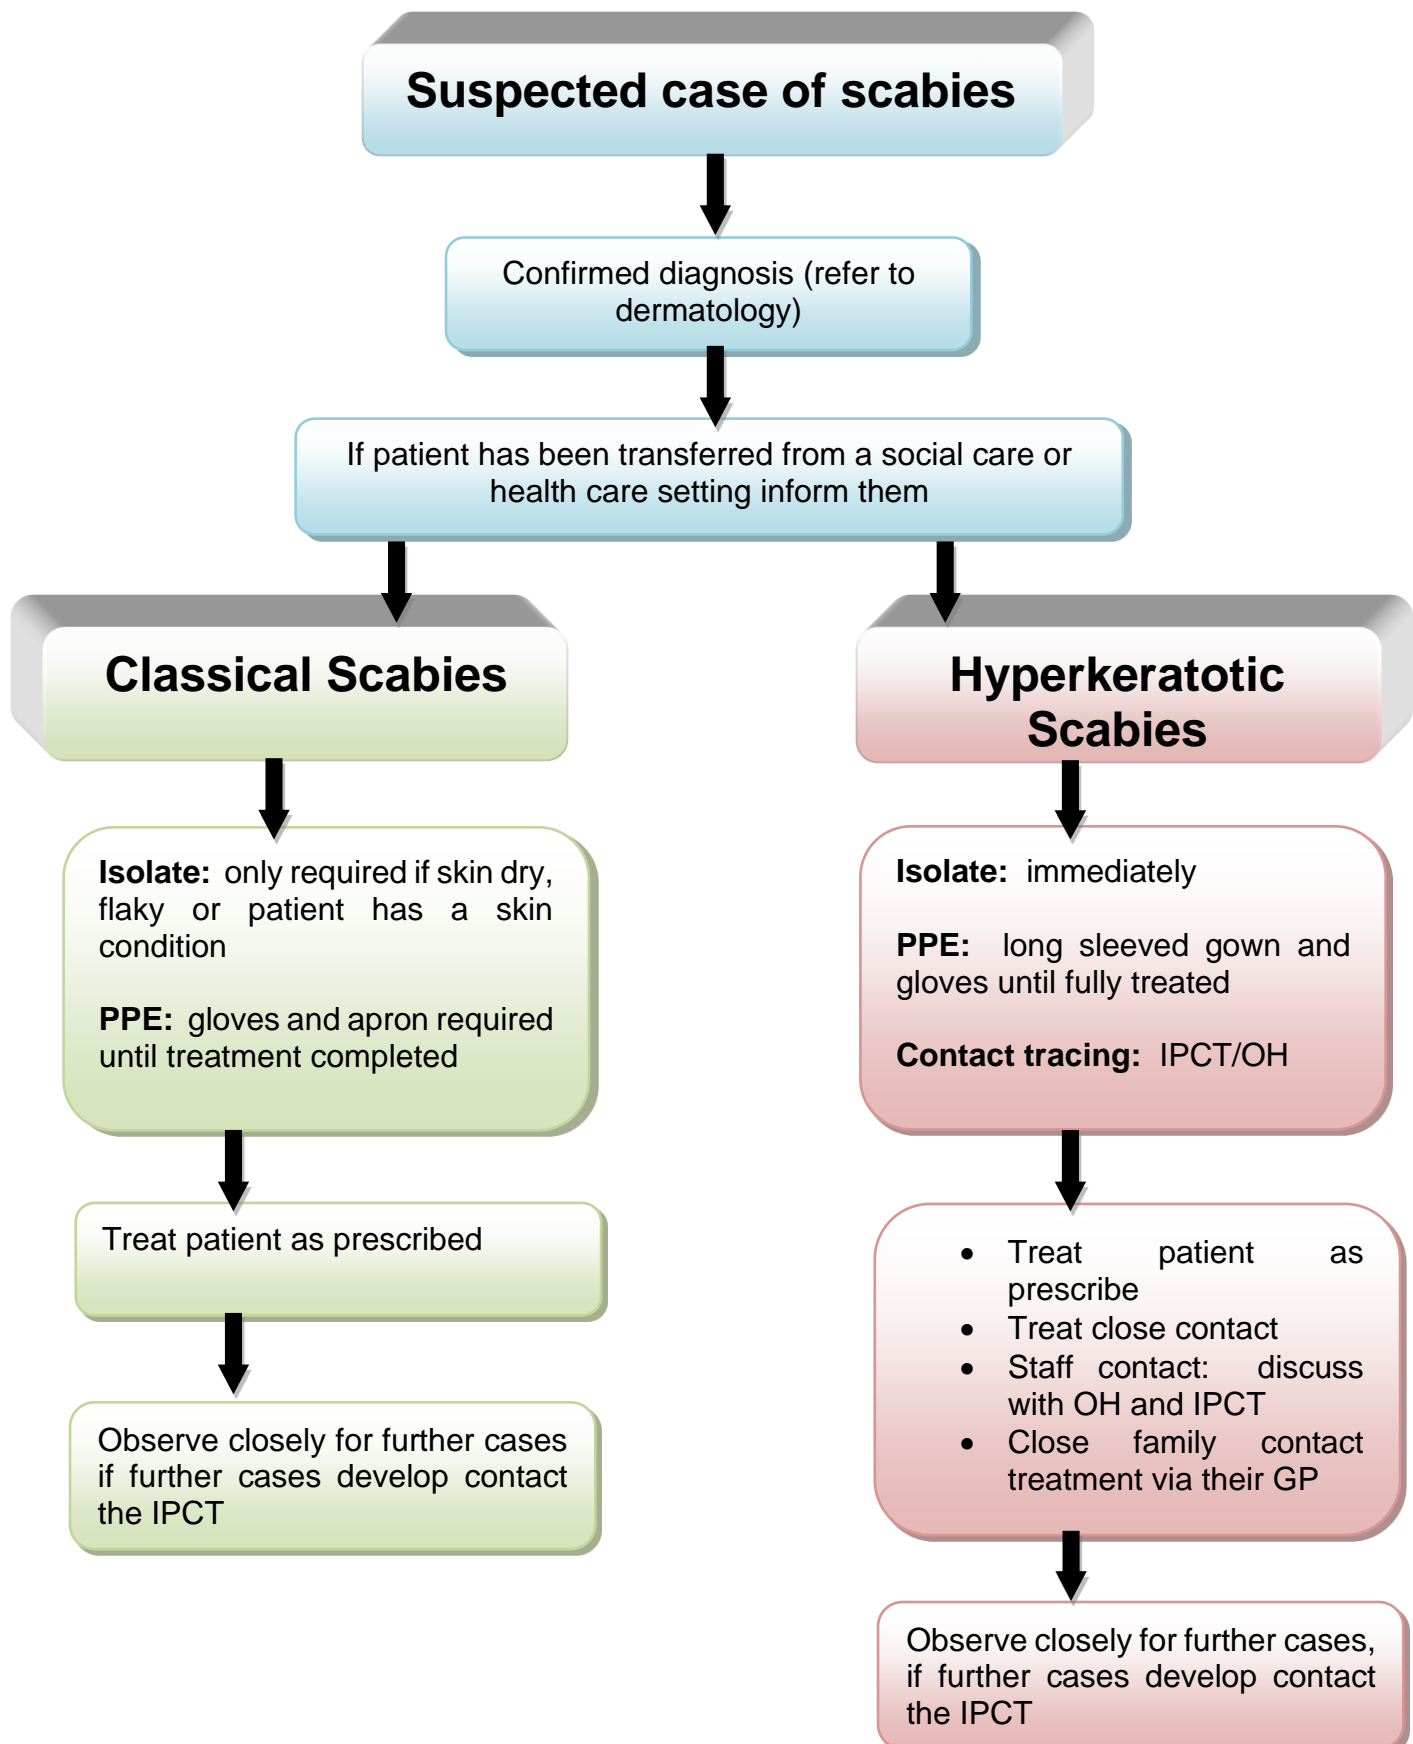 Suspected case of scabies
Confirmed diagnosis (refer to
dermatology)
If patient has been transferred from a social care or
health care setting inform them
Classical Scabies
Isolate: only required if skin dry,
flaky or patient has a skin
condition
PPE: gloves and apron required
until treatment completed
Treat patient as prescribed
Observe closely for further cases
if further cases develop contact
the IPCT
Hyperkeratotic
Scabies
Isolate: immediately
PPE: long sleeved gown and
gloves until fully treated
Contact tracing: IPCT/OH
• Treat patient as
prescribe
• Treat close contact
• Staff contact: discuss
with OH and IPCT
• Close family contact
treatment via their GP
Observe closely for further cases,
if further cases develop contact
the IPCT